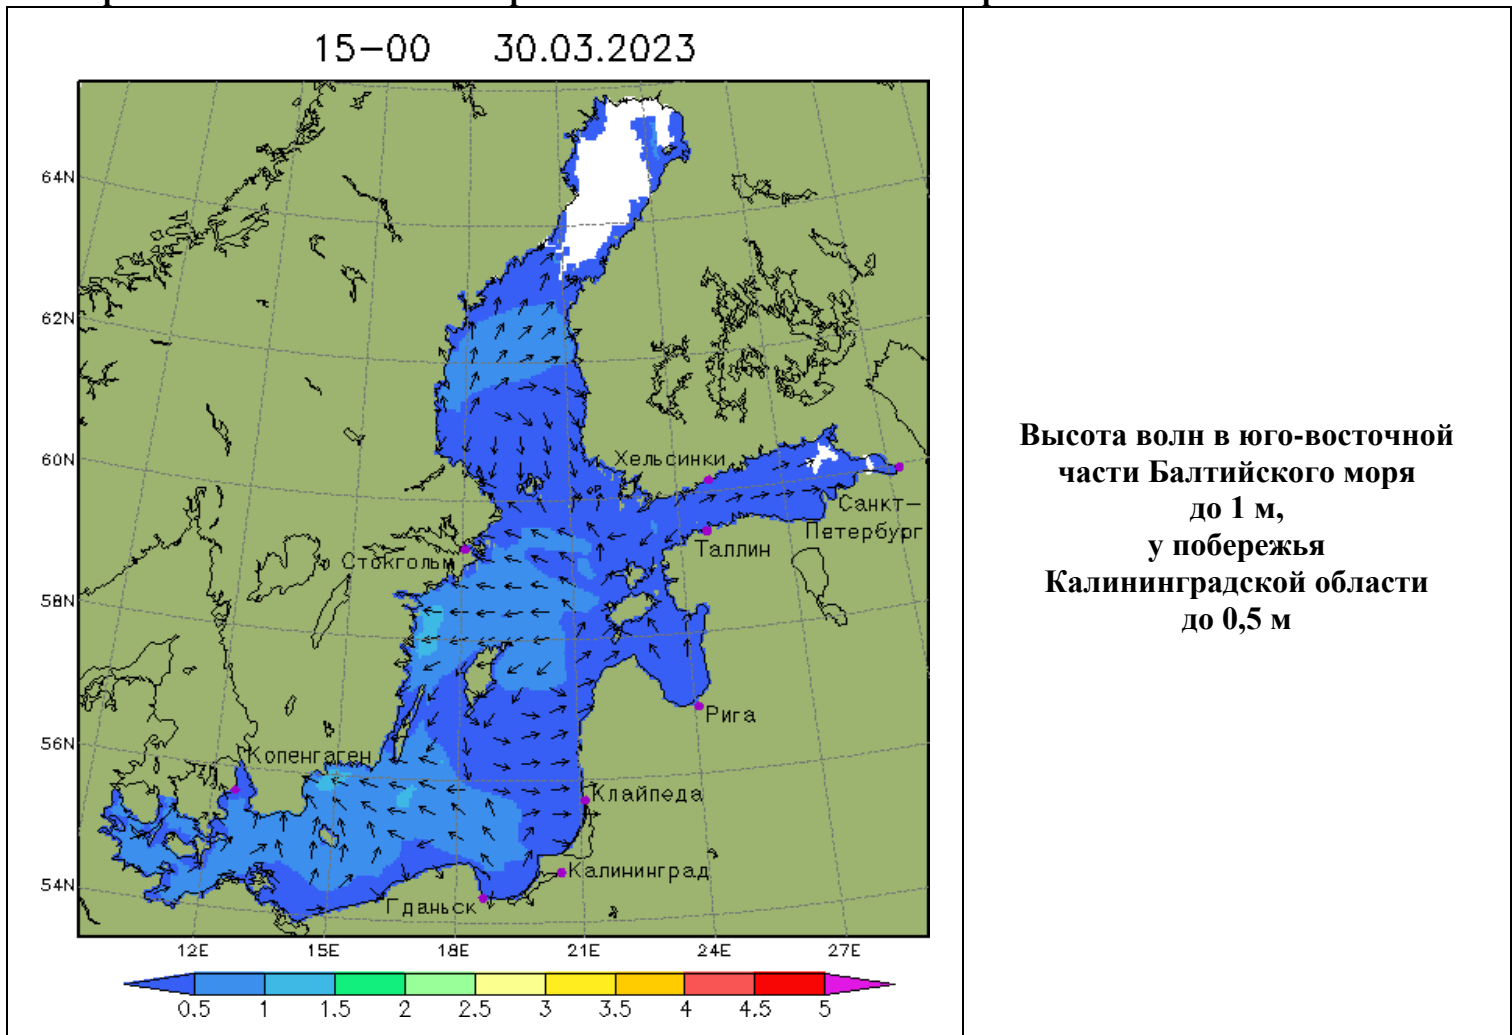 15-00 30.03.2023
64N
62N
60N
58N
56N
54N
Хельсинки
Санкт-
Петербург
Таллин
Стокгольм
Рига
Копенгаген
Клайпеда
Калининград
Гданьск
12E 15E 18E 21E 24E 27E
0.5 1 1.5 2 2.5 3 3.5 4 4.5 5
Высота волн в юго-восточной
части Балтийского моря
до 1 м,
у побережья
Калининградской области
до 0,5 м